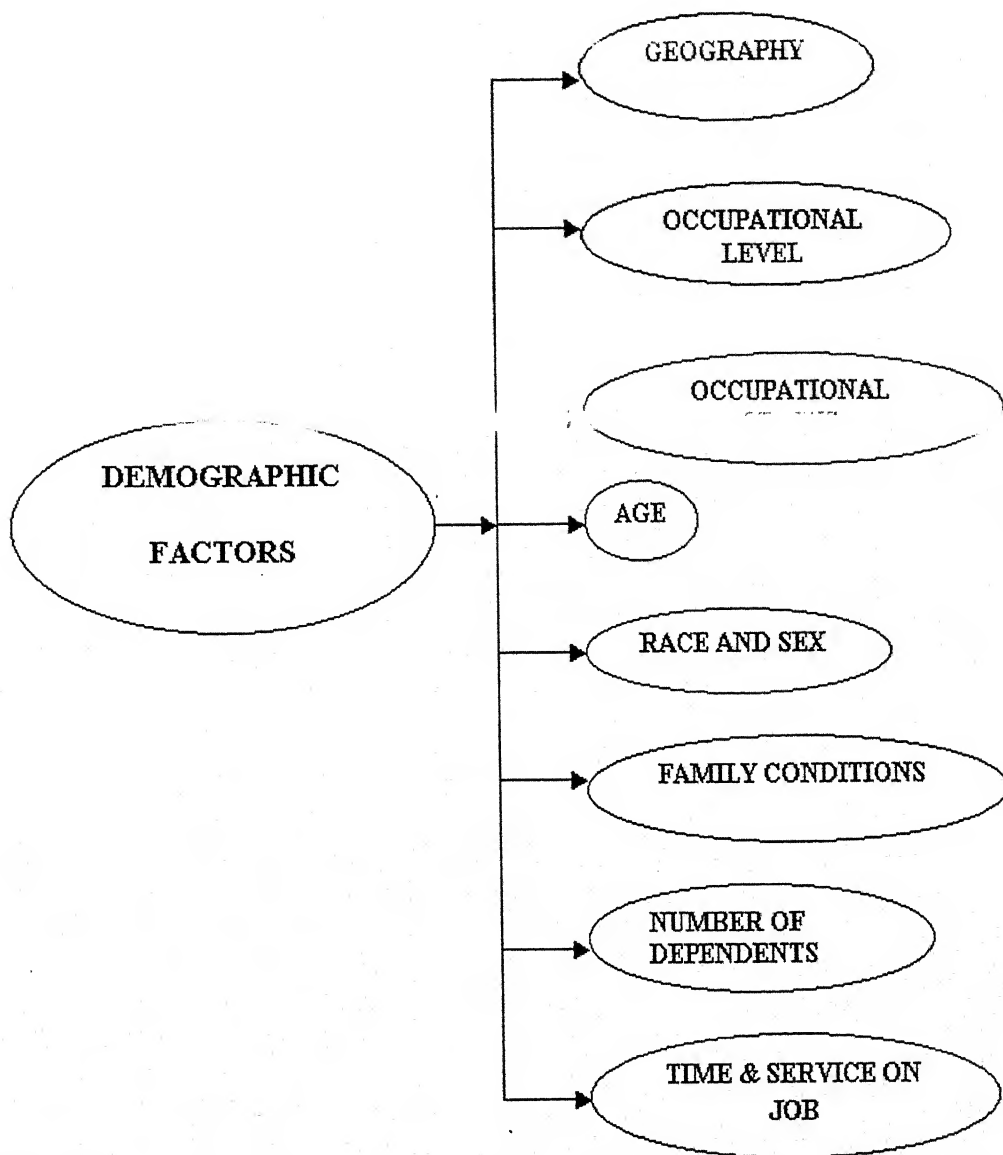 GEOGRAPHY
OCCUPATIONAL
LEVEL
OCCUPATIONAL
DEMOGRAPHIC
FACTORS
AGE
RACE AND SEX
FAMILY CONDITIONS
NUMBER OF
DEPENDENTS
TIME & SERVICE ON
JOB